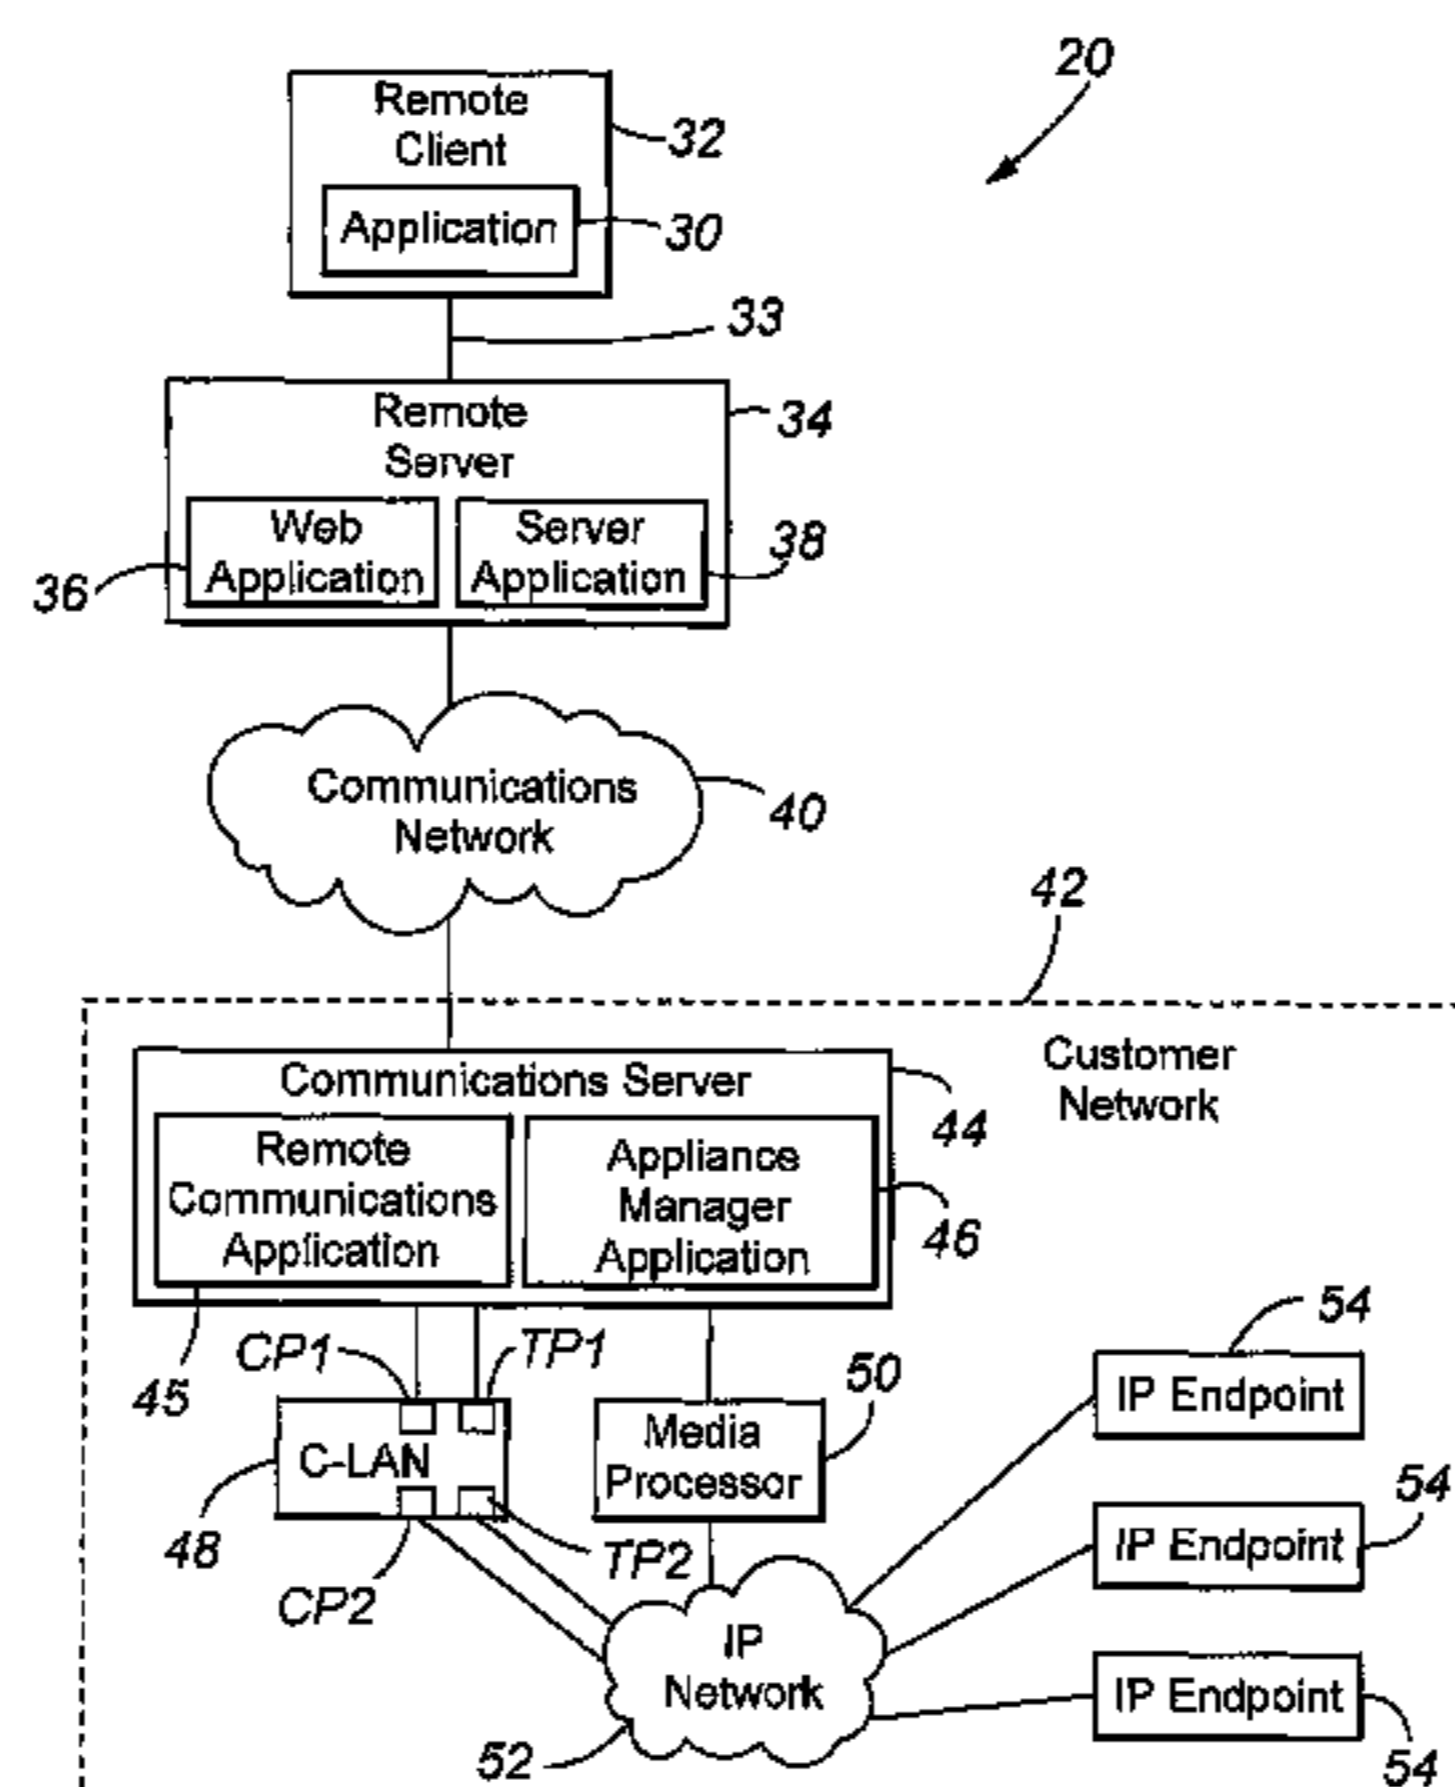 20
Remote
Client
32
Application
30
33
Remote
Server
34
Web
Application
36
Server
Application
38
Communications
Network
40
42
Customer
Network
Communications Server
44
Remote
Communications
Application
45
Appliance
Manager
Application
46
CP1
TP1
C-LAN
48
CP2
TP2
50
Media
Processor
IP
Network
52
54
IP Endpoint
IP Endpoint
54
IP Endpoint
54